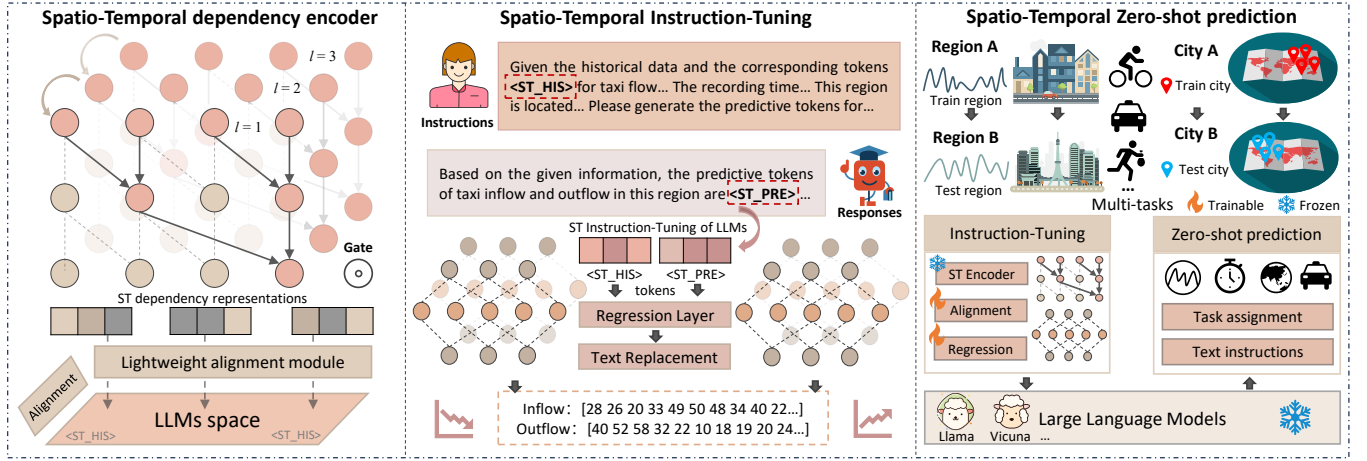 Spatio-Temporal dependency encoder
l = 3
l = 2
l = 1
Gate
ST dependency representations
Lightweight alignment module
Alignment
LLMs space
<ST_HIS>
<ST_HIS>
Spatio-Temporal Instruction-Tuning
Instructions
Given the historical data and the corresponding tokens
<ST_HIS> for taxi flow... The recording time... This region
is located... Please generate the predictive tokens for...
Based on the given information, the predictive tokens
of taxi inflow and outflow in this region are <ST_PRE>...
Responses
ST Instruction-Tuning of LLMs
<ST_HIS>
<ST_PRE>
tokens
Regression Layer
Text Replacement
Inflow: [28 26 20 33 49 50 48 34 40 22...]
Outflow: [40 52 58 32 22 10 18 19 20 24...]
Spatio-Temporal Zero-shot prediction
Region A
Train region
City A
Train city
Region B
Test region
City B
Test city
...
Multi-tasks
Trainable
Frozen
Instruction-Tuning
ST Encoder
Alignment
Regression
Zero-shot prediction
Task assignment
Text instructions
Large Language Models
Llama
Vicuna
...